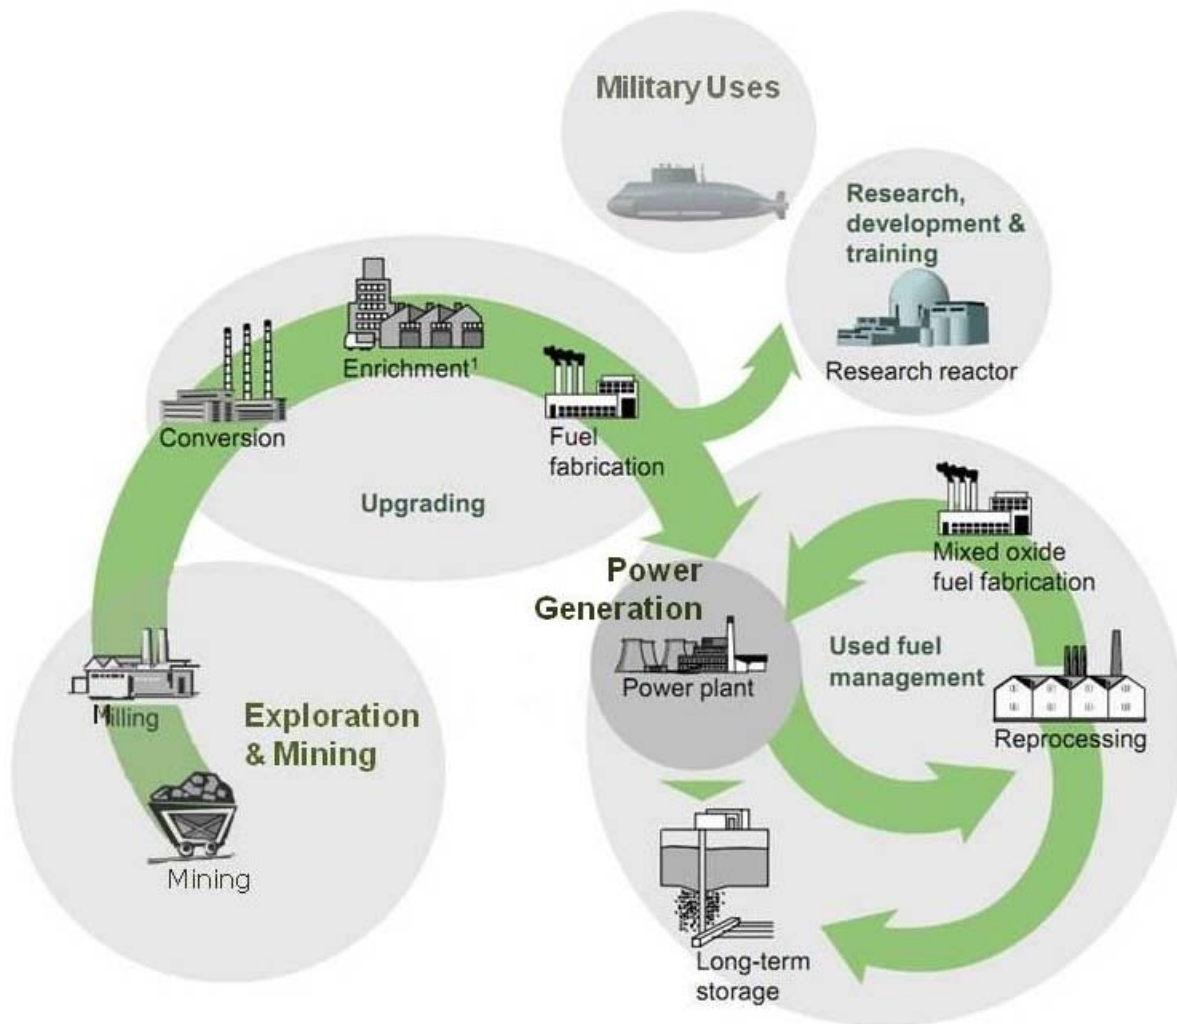 Military Uses
Research,
development &
training
Research reactor
Enrichment¹
Conversion
Fuel
fabrication
Upgrading
Mixed oxide
fuel fabrication
Power
Generation
Power plant
Used fuel
management
Reprocessing
Milling
Exploration
& Mining
Mining
Long-term
storage